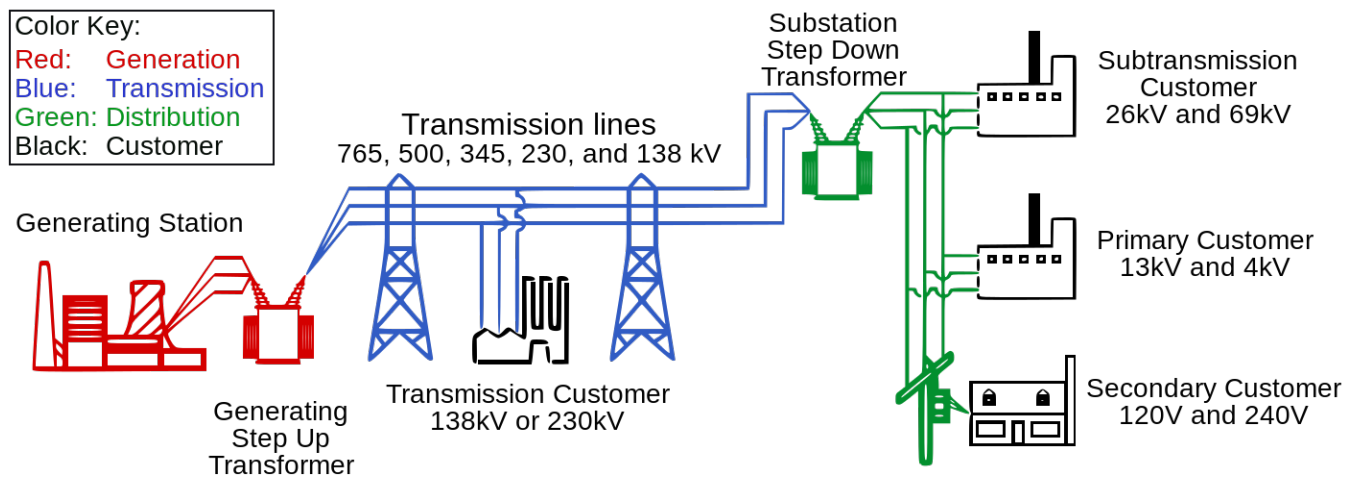 Color Key:
Red: Generation
Blue: Transmission
Green: Distribution
Black: Customer
Generating Station
Generating
Step Up
Transformer
Transmission lines
765, 500, 345, 230, and 138 kV
Transmission Customer
138kV or 230kV
Substation
Step Down
Transformer
Subtransmission
Customer
26kV and 69kV
Primary Customer
13kV and 4kV
Secondary Customer
120V and 240V